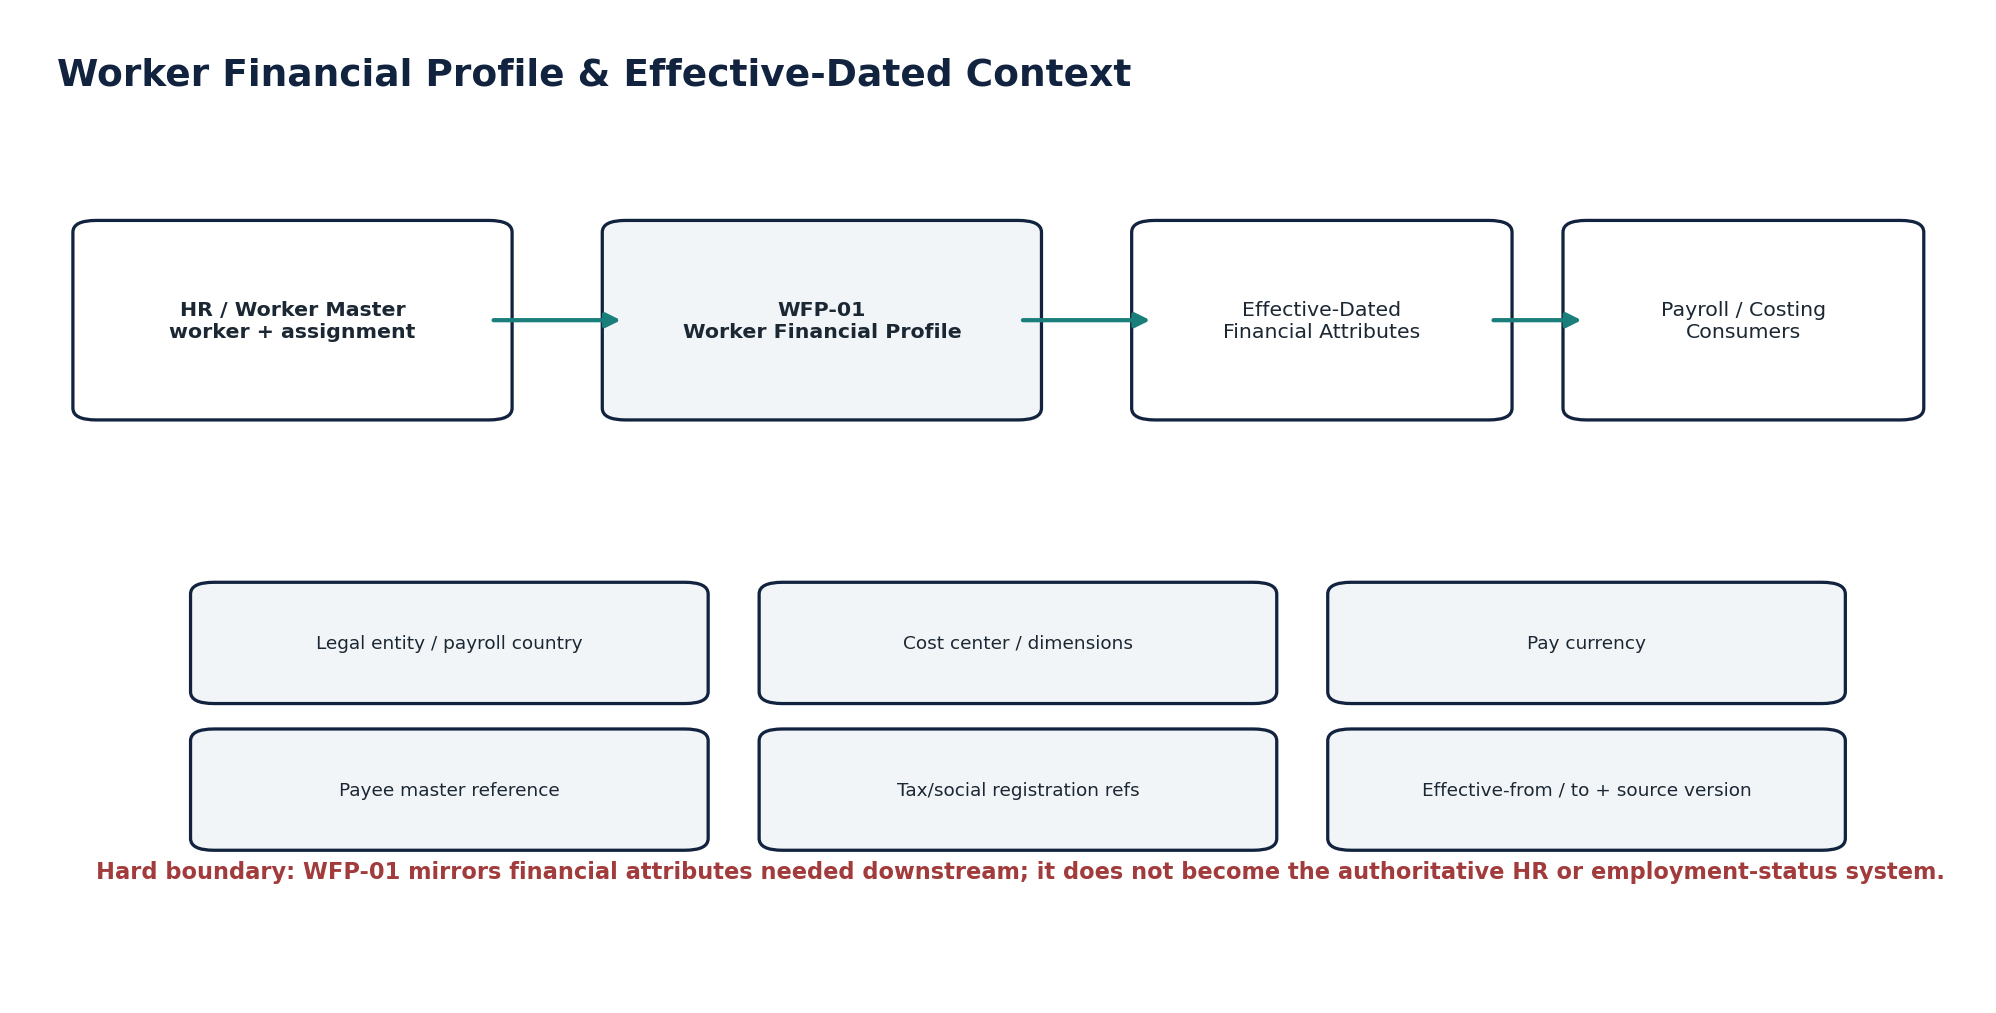 Worker Financial Profile & Effective-Dated Context
HR / Worker Master
worker + assignment
WFP-01
Worker Financial Profile
Effective-Dated
Financial Attributes
Payroll / Costing
Consumers
Legal entity / payroll country
Cost center / dimensions
Pay currency
Payee master reference
Tax/social registration refs
Effective-from / to + source version
Hard boundary: WFP-01 mirrors financial attributes needed downstream; it does not become the authoritative HR or employment-status system.